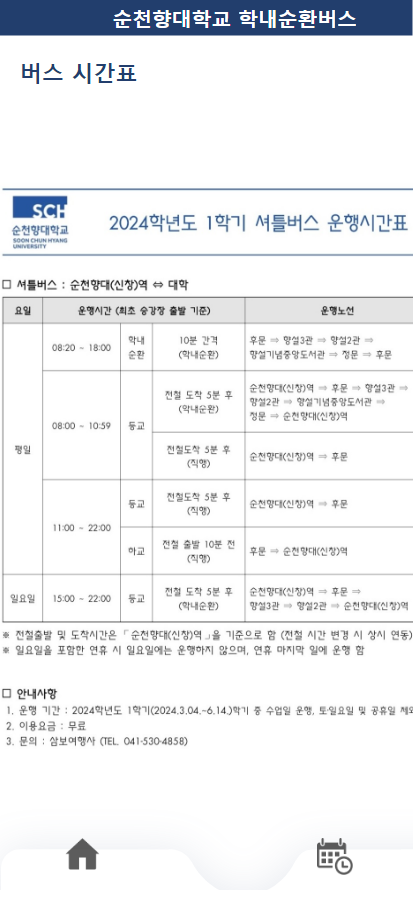 순천향대학교 학내순환버스
버스 시간표
SCH
순천향대학교
SOON CHUN HYANG
UNIVERSITY
2024학년도 1학기 셔틀버스 운행시간표
□ 셔틀버스 : 순천향대(신창)역 ⇔ 대학
요일 운행시간 (최초 승강장 출발 기준) 운행노선
평일
08:20 ~ 18:00
학내
순환
10분 간격
(학내순환)
후문 ⇒ 향설3관 ⇒ 향설2관 ⇒
향설기념중앙도서관 ⇒ 정문 ⇒ 후문
08:00 ~ 10:59
등교
전철 도착 5분 후
(학내순환)
순천향대(신창)역 ⇒ 후문 ⇒ 향설3관 ⇒
향설2관 ⇒ 향설기념중앙도서관 ⇒
정문 ⇒ 순천향대(신창)역
전철도착 5분 후
(직행)
순천향대(신창)역 ⇒ 후문
11:00 ~ 22:00
등교
전철도착 5분 후
(직행)
순천향대(신창)역 ⇒ 후문
하교
전철 출발 10분 전
(직행)
후문 ⇒ 순천향대(신창)역
일요일
15:00 ~ 22:00
등교
전철 도착 5분 후
(학내순환)
순천향대(신창)역 ⇒ 후문 ⇒
향설3관 ⇒ 향설2관 ⇒ 순천향대(신창)역
※ 전철출발 및 도착시간은 「순천향대(신창)역」을 기준으로 함 (전철 시간 변경 시 상시 연동)
※ 일요일을 포함한 연휴 시 일요일에는 운행하지 않으며, 연휴 마지막 일에 운행 함
□ 안내사항
1. 운행 기간 : 2024학년도 1학기(2024.3.04.~6.14.)학기 중 수업일 운행, 토·일요일 및 공휴일 제외
2. 이용요금 : 무료
3. 문의 : 삼보여행사 (TEL. 041-530-4858)